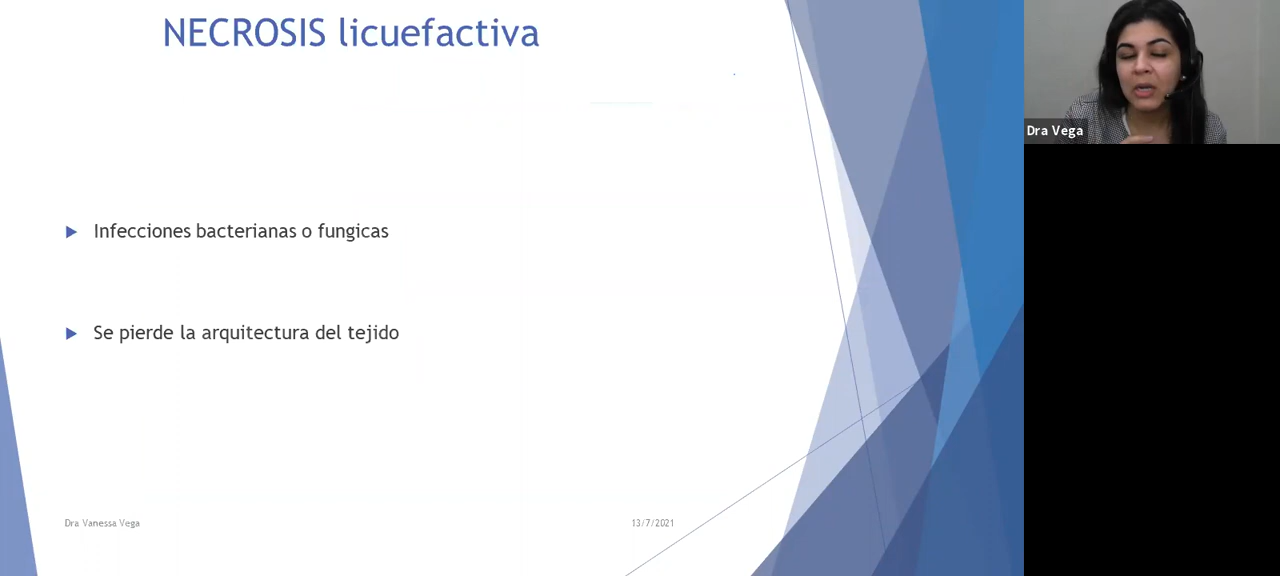 NECROSIS licuefactiva
Dra Vega
Infecciones bacterianas o fungicas
Se pierde la arquitectura del tejido
Dra Vanessa Vega
13/7/2021